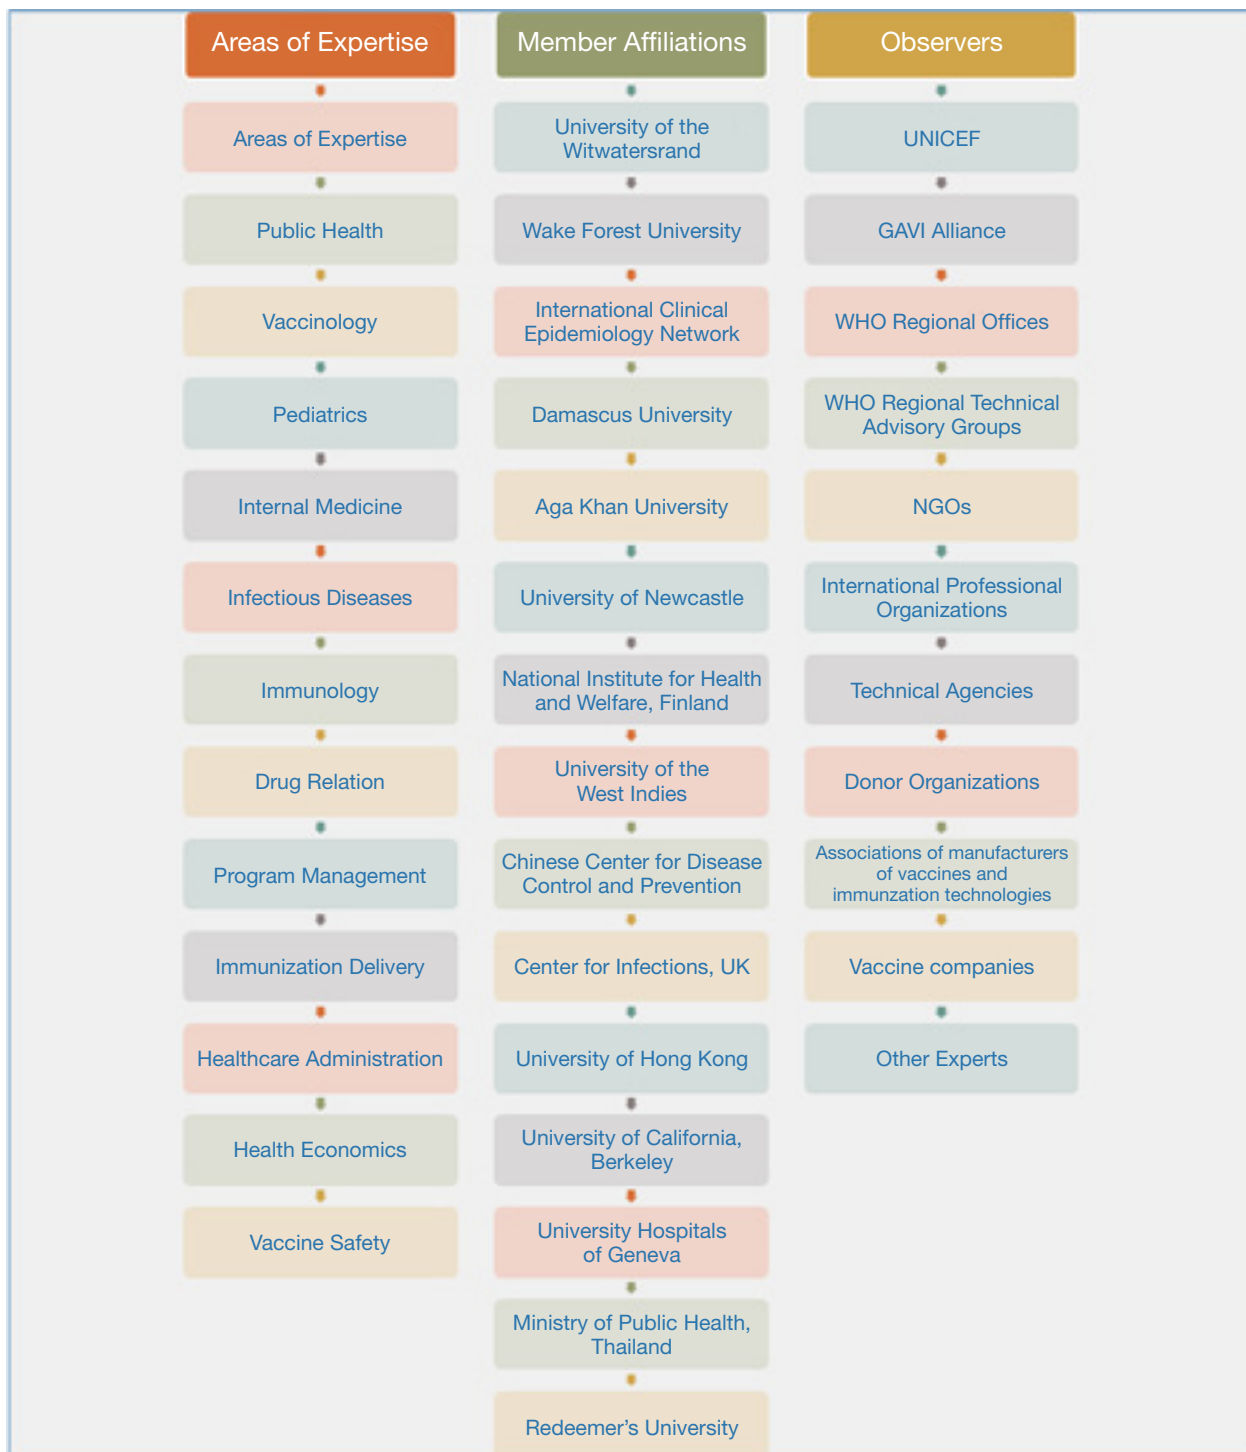 Areas of Expertise
Areas of Expertise
Public Health
Vaccinology
Pediatrics
Internal Medicine
Infectious Diseases
Immunology
Drug Relation
Program Management
Immunization Delivery
Healthcare Administration
Health Economics
Vaccine Safety
Member Affiliations
University of the
Witwatersrand
Wake Forest University
International Clinical
Epidemiology Network
Damascus University
Aga Khan University
University of Newcastle
National Institute for Health
and Welfare, Finland
University of the
West Indies
Chinese Center for Disease
Control and Prevention
Center for Infections, UK
University of Hong Kong
University of California,
Berkeley
University Hospitals
of Geneva
Ministry of Public Health,
Thailand
Redeemer's University
Observers
UNICEF
GAVI Alliance
WHO Regional Offices
WHO Regional Technical
Advisory Groups
NGOs
International Professional
Organizations
Technical Agencies
Donor Organizations
Associations of manufacturers
of vaccines and
immunzation technologies
Vaccine companies
Other Experts